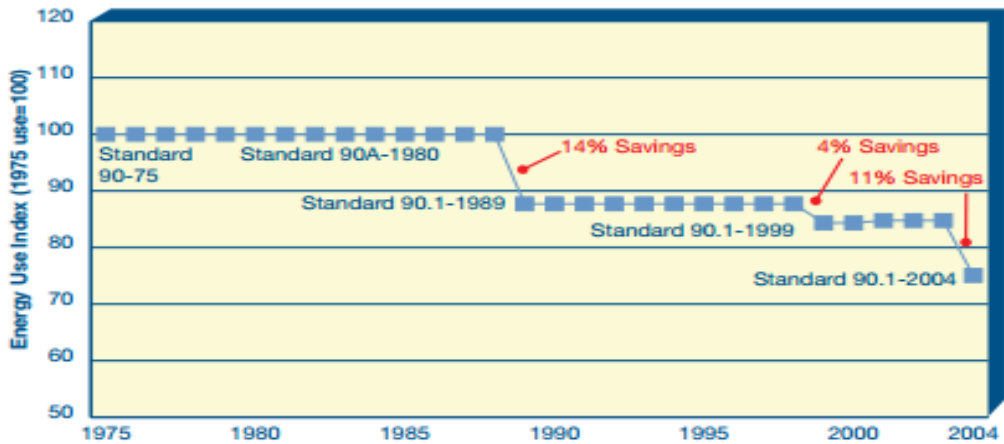 Energy Use Index (1975 use=100)
120
110
100
90
80
70
60
50
Standard
90-75
Standard 90A-1980
14% Savings
4% Savings
11% Savings
Standard 90.1-1989
Standard 90.1-1999
Standard 90.1-2004
1975
1980
1985
1990
1995
2000
2004